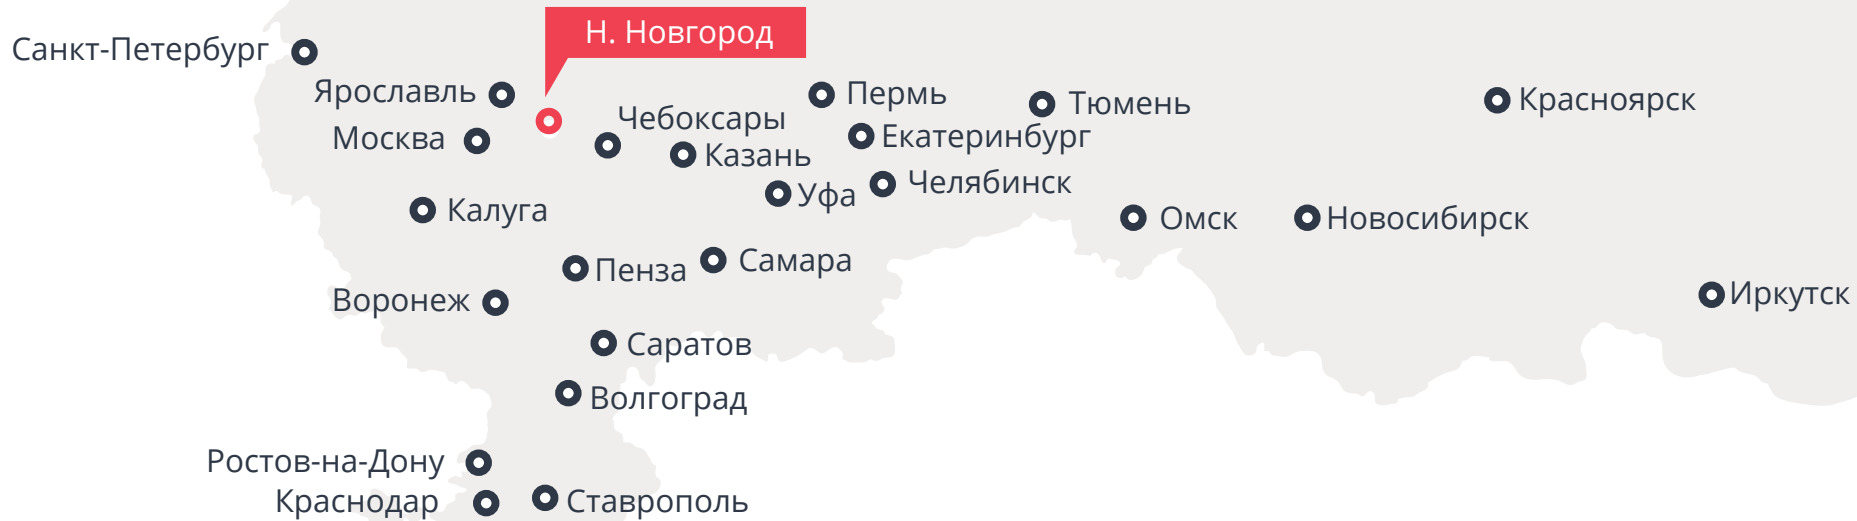 Н. Новгород
Санкт-Петербург
Ярославль
Пермь
Тюмень
Красноярск
Чебоксары
Москва
Екатеринбург
Казань
Челябинск
Уфа
Калуга
Омск
Новосибирск
Самара
Пенза
Иркутск
Воронеж
Саратов
Волгоград
Ростов-на-Дону
Краснодар
Ставрополь